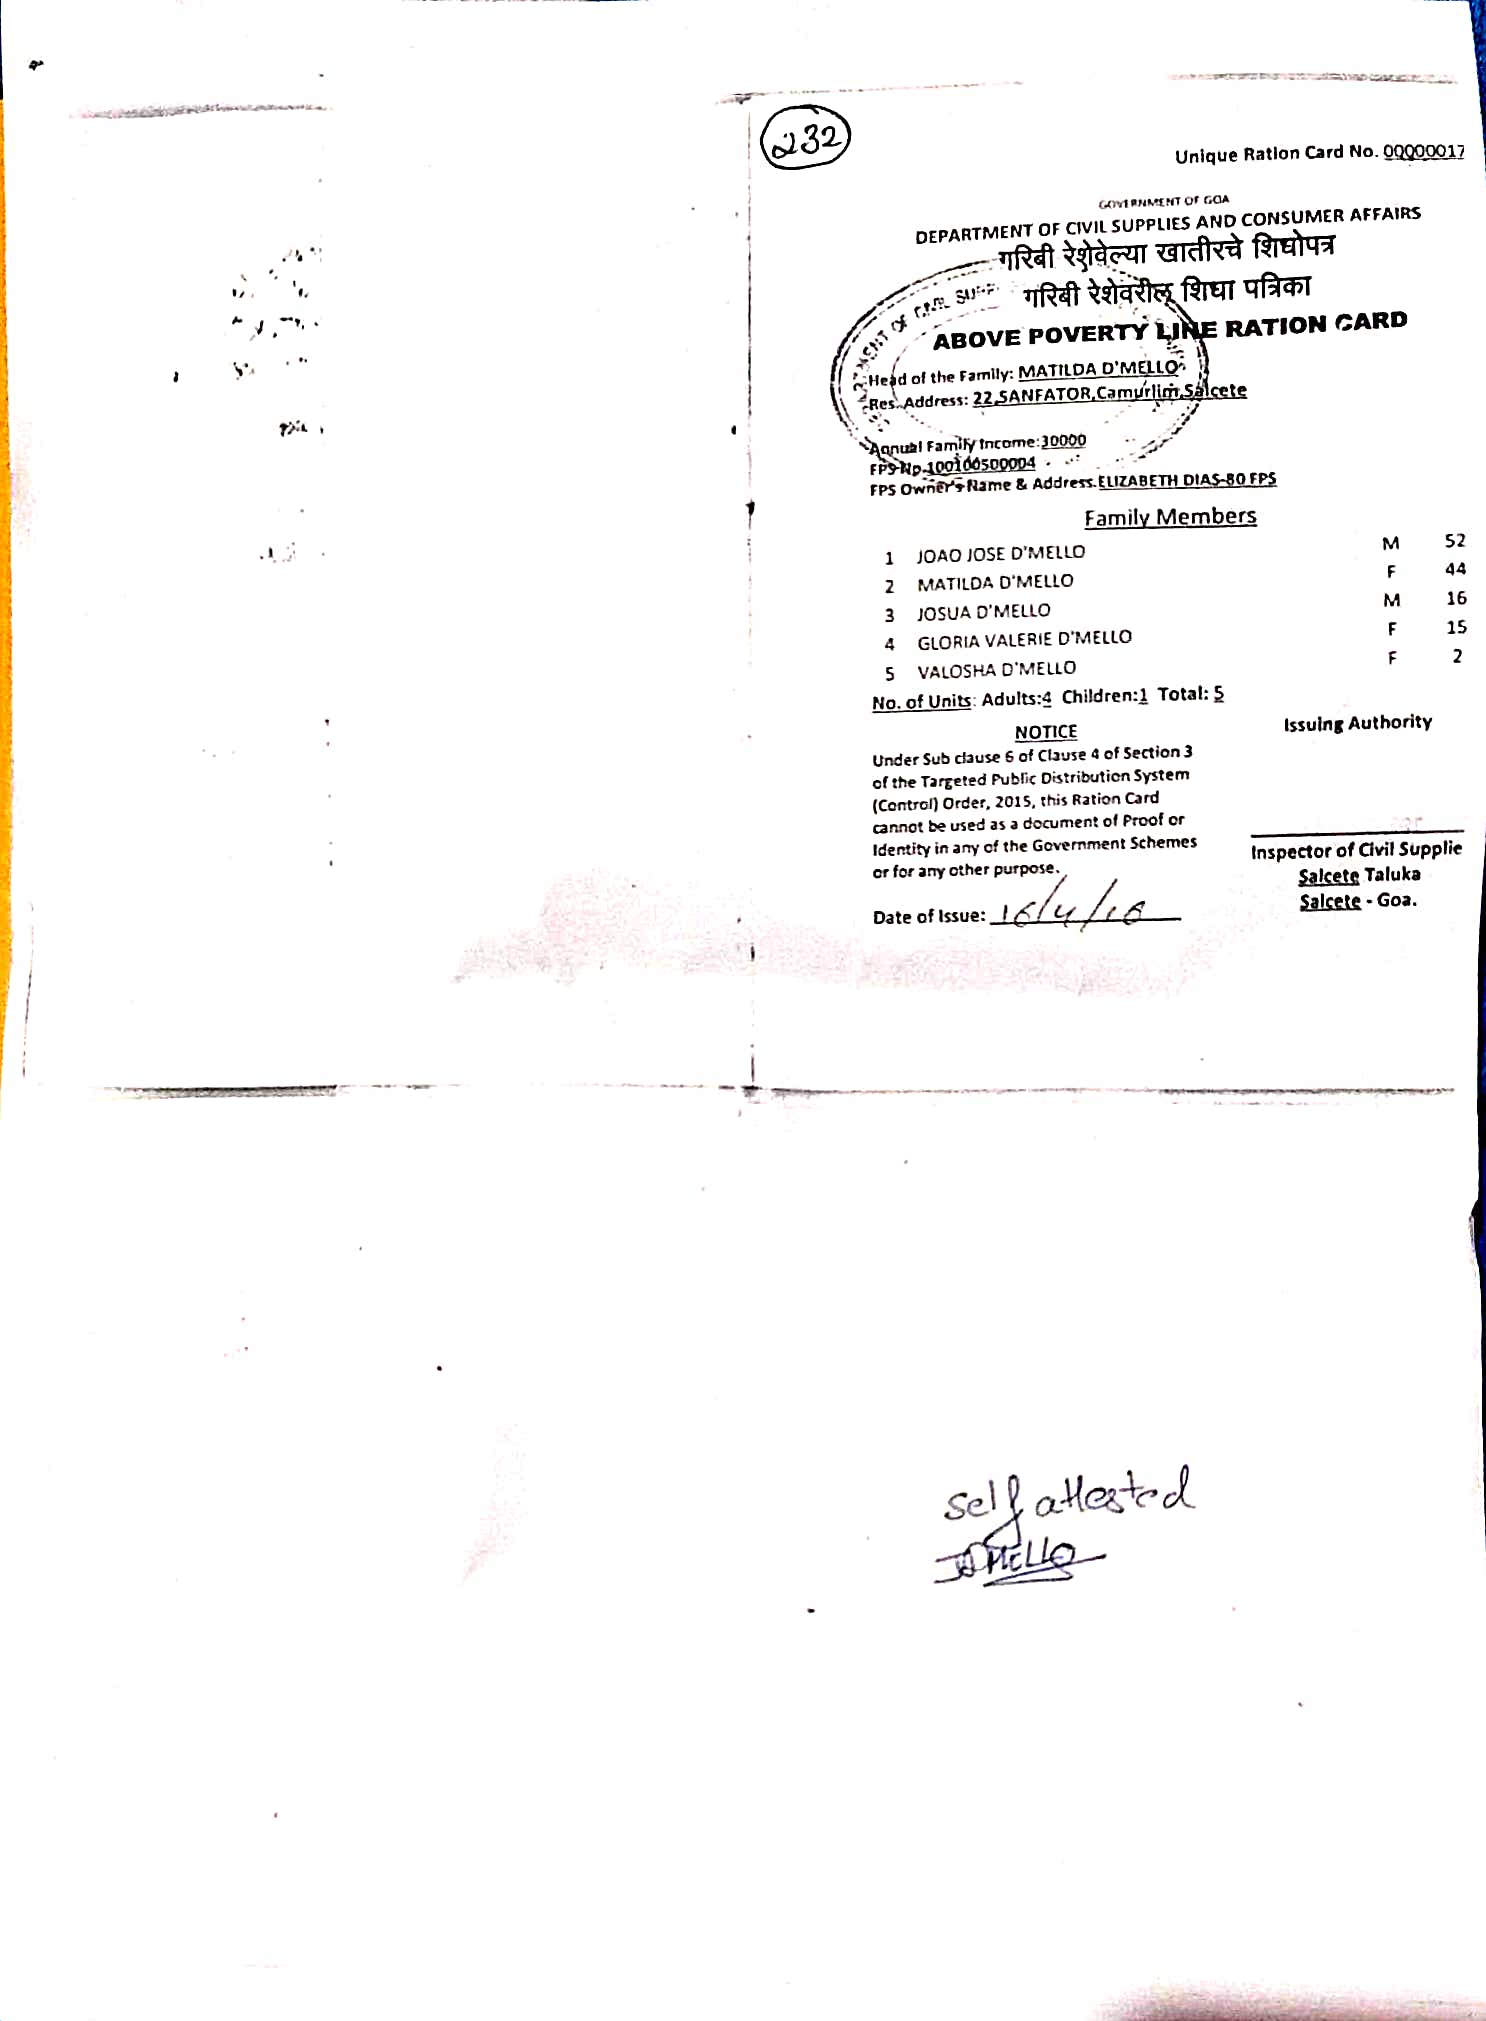 232
Unique Ration Card No. 00000017
GOVERNMENT OF GOA
DEPARTMENT OF CIVIL SUPPLIES AND CONSUMER AFFAIRS
गरिबी रेशेवेल्या खातीरचे शिधोपत्र
गरिबी रेशेवरील शिधा पत्रिका
ABOVE POVERTY LINE RATION CARD
Head of the Family: MATILDA D'MELLO
Res. Address: 22,SANFATOR,Camurlim,Salcete
Annual Family Income:30000
FPS No.100100500004
FPS Owner's Name & Address.ELIZABETH DIAS-80 FPS
Family Members
1 JOAO JOSE D'MELLO M 52
2 MATILDA D'MELLO F 44
3 JOSUA D'MELLO M 16
4 GLORIA VALERIE D'MELLO F 15
5 VALOSHA D'MELLO F 2
No. of Units: Adults:4 Children:1 Total: 5
Issuing Authority
NOTICE
Under Sub clause 6 of Clause 4 of Section 3
of the Targeted Public Distribution System
(Control) Order, 2015, this Ration Card
cannot be used as a document of Proof or
Identity in any of the Government Schemes
or for any other purpose.
Date of Issue: 16/4/16
Inspector of Civil Supplie
Salcete Taluka
Salcete - Goa.
Self attested
JDMELLO